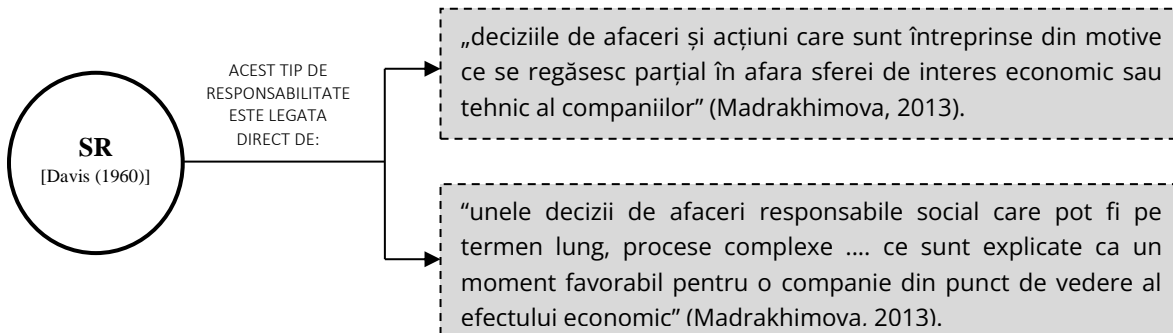 SR
[Davis (1960)]
ACEST TIP DE
RESPONSABILITATE
ESTE LEGATA
DIRECT DE:
„deciziile de afaceri și acțiuni care sunt întreprinse din motive
ce se regăsesc parțial în afara sferei de interes economic sau
tehnic al companiilor” (Madrakhimova, 2013).
“unele decizii de afaceri responsabile social care pot fi pe
termen lung, procese complexe .... ce sunt explicate ca un
moment favorabil pentru o companie din punct de vedere al
efectului economic” (Madrakhimova, 2013).